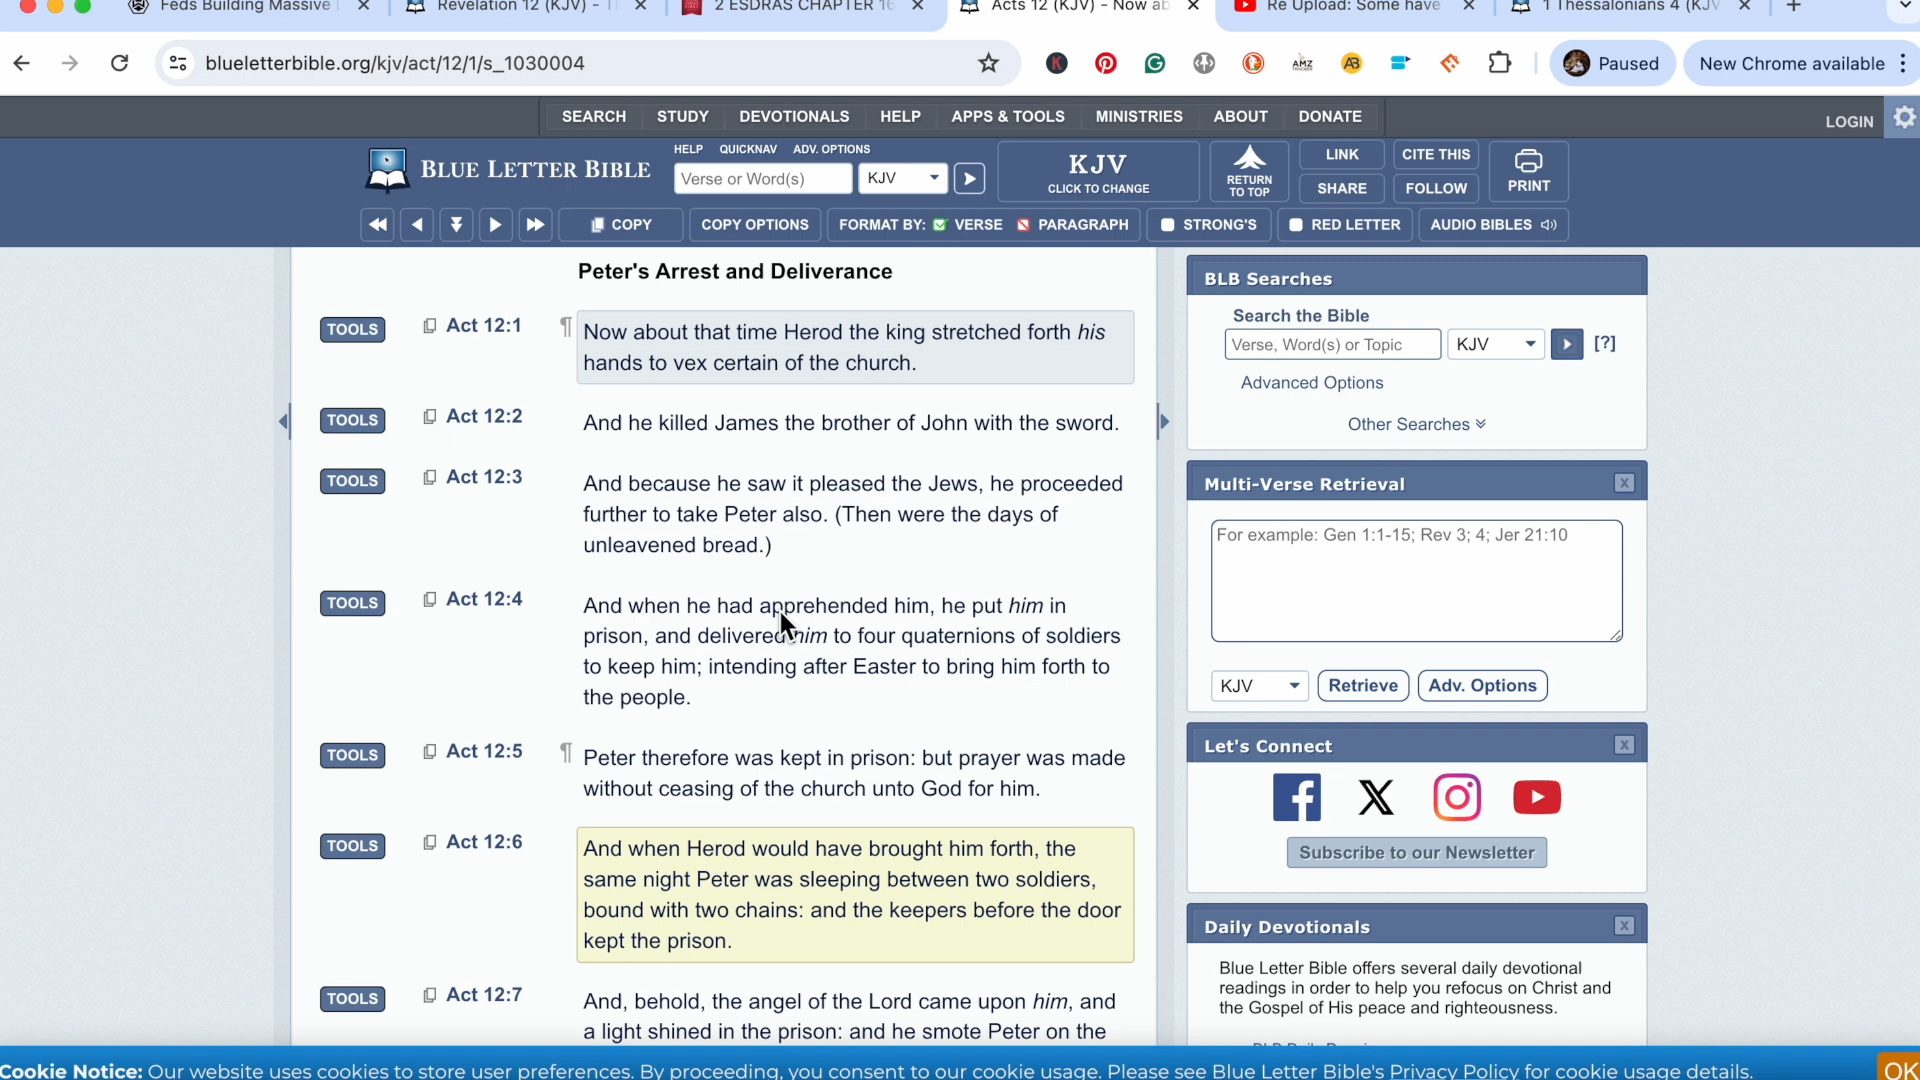 Feds Building Massive
Revelation 12 (KJV) -
2 ESDRAS CHAPTER 16
Acts 12 (KJV) - Now ab
Re Upload: Some have
1 Thessalonians 4 (KJV
blueletterbible.org/kjv/act/12/1/s_1030004
Paused
New Chrome available
SEARCH STUDY DEVOTIONALS HELP APPS & TOOLS MINISTRIES ABOUT DONATE
LOGIN
BLUE LETTER BIBLE
HELP QUICKNAV ADV. OPTIONS
Verse or Word(s)
KJV
KJV
CLICK TO CHANGE
RETURN
TO TOP
LINK
CITE THIS
SHARE
FOLLOW
PRINT
COPY
COPY OPTIONS
FORMAT BY: VERSE PARAGRAPH
STRONG'S
RED LETTER
AUDIO BIBLES
Peter's Arrest and Deliverance
TOOLS Act 12:1 ¶ Now about that time Herod the king stretched forth his
hands to vex certain of the church.
TOOLS Act 12:2 And he killed James the brother of John with the sword.
TOOLS Act 12:3 And because he saw it pleased the Jews, he proceeded
further to take Peter also. (Then were the days of
unleavened bread.)
TOOLS Act 12:4 And when he had apprehended him, he put him in
prison, and delivered him to four quaternions of soldiers
to keep him; intending after Easter to bring him forth to
the people.
TOOLS Act 12:5 ¶ Peter therefore was kept in prison: but prayer was made
without ceasing of the church unto God for him.
TOOLS Act 12:6 And when Herod would have brought him forth, the
same night Peter was sleeping between two soldiers,
bound with two chains: and the keepers before the door
kept the prison.
TOOLS Act 12:7 And, behold, the angel of the Lord came upon him, and
a light shined in the prison: and he smote Peter on the
BLB Searches
Search the Bible
Verse, Word(s) or Topic
KJV
[?]
Advanced Options
Other Searches
Multi-Verse Retrieval
For example: Gen 1:1-15; Rev 3; 4; Jer 21:10
KJV
Retrieve
Adv. Options
Let's Connect
Subscribe to our Newsletter
Daily Devotionals
Blue Letter Bible offers several daily devotional
readings in order to help you refocus on Christ and
the Gospel of His peace and righteousness.
Cookie Notice: Our website uses cookies to store user preferences. By proceeding, you consent to our cookie usage. Please see Blue Letter Bible's Privacy Policy for cookie usage details.
OK